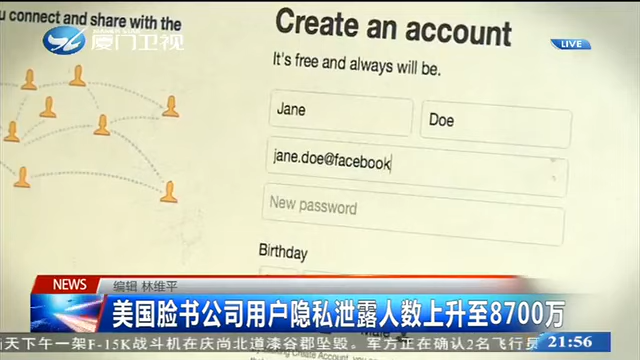 u connect and share with the
厦门卫视
LIVE
Create an account
It's free and always will be.
Jane
Doe
jane.doe@facebook
New password
Birthday
NEWS
编辑 林维平
美国脸书公司用户隐私泄露人数上升至8700万
天下午一架F-15K战斗机在庆尚北道漆谷郡坠毁。军方正在确认2名飞行员
21:56